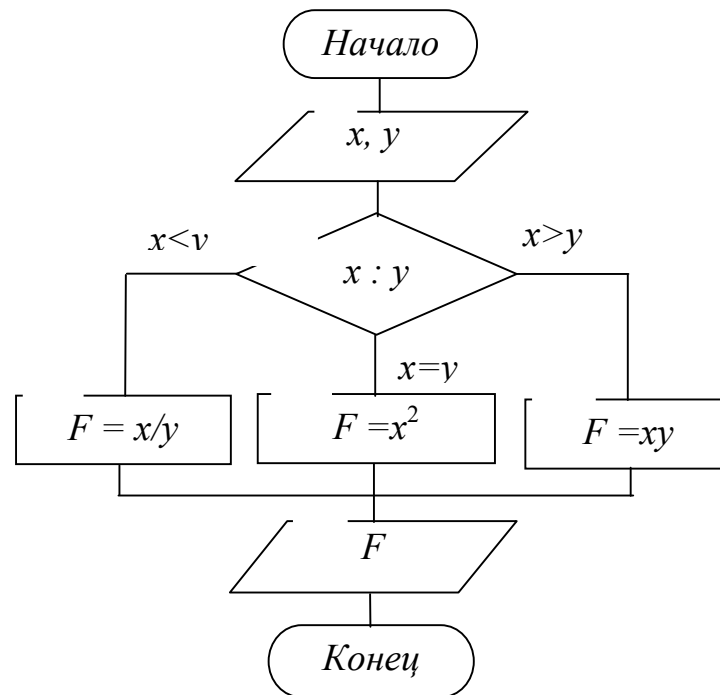 Начало
x, y
x<y
x>y
x : y
x=y
F = x/y
F =x²
F =xy
F
Конец